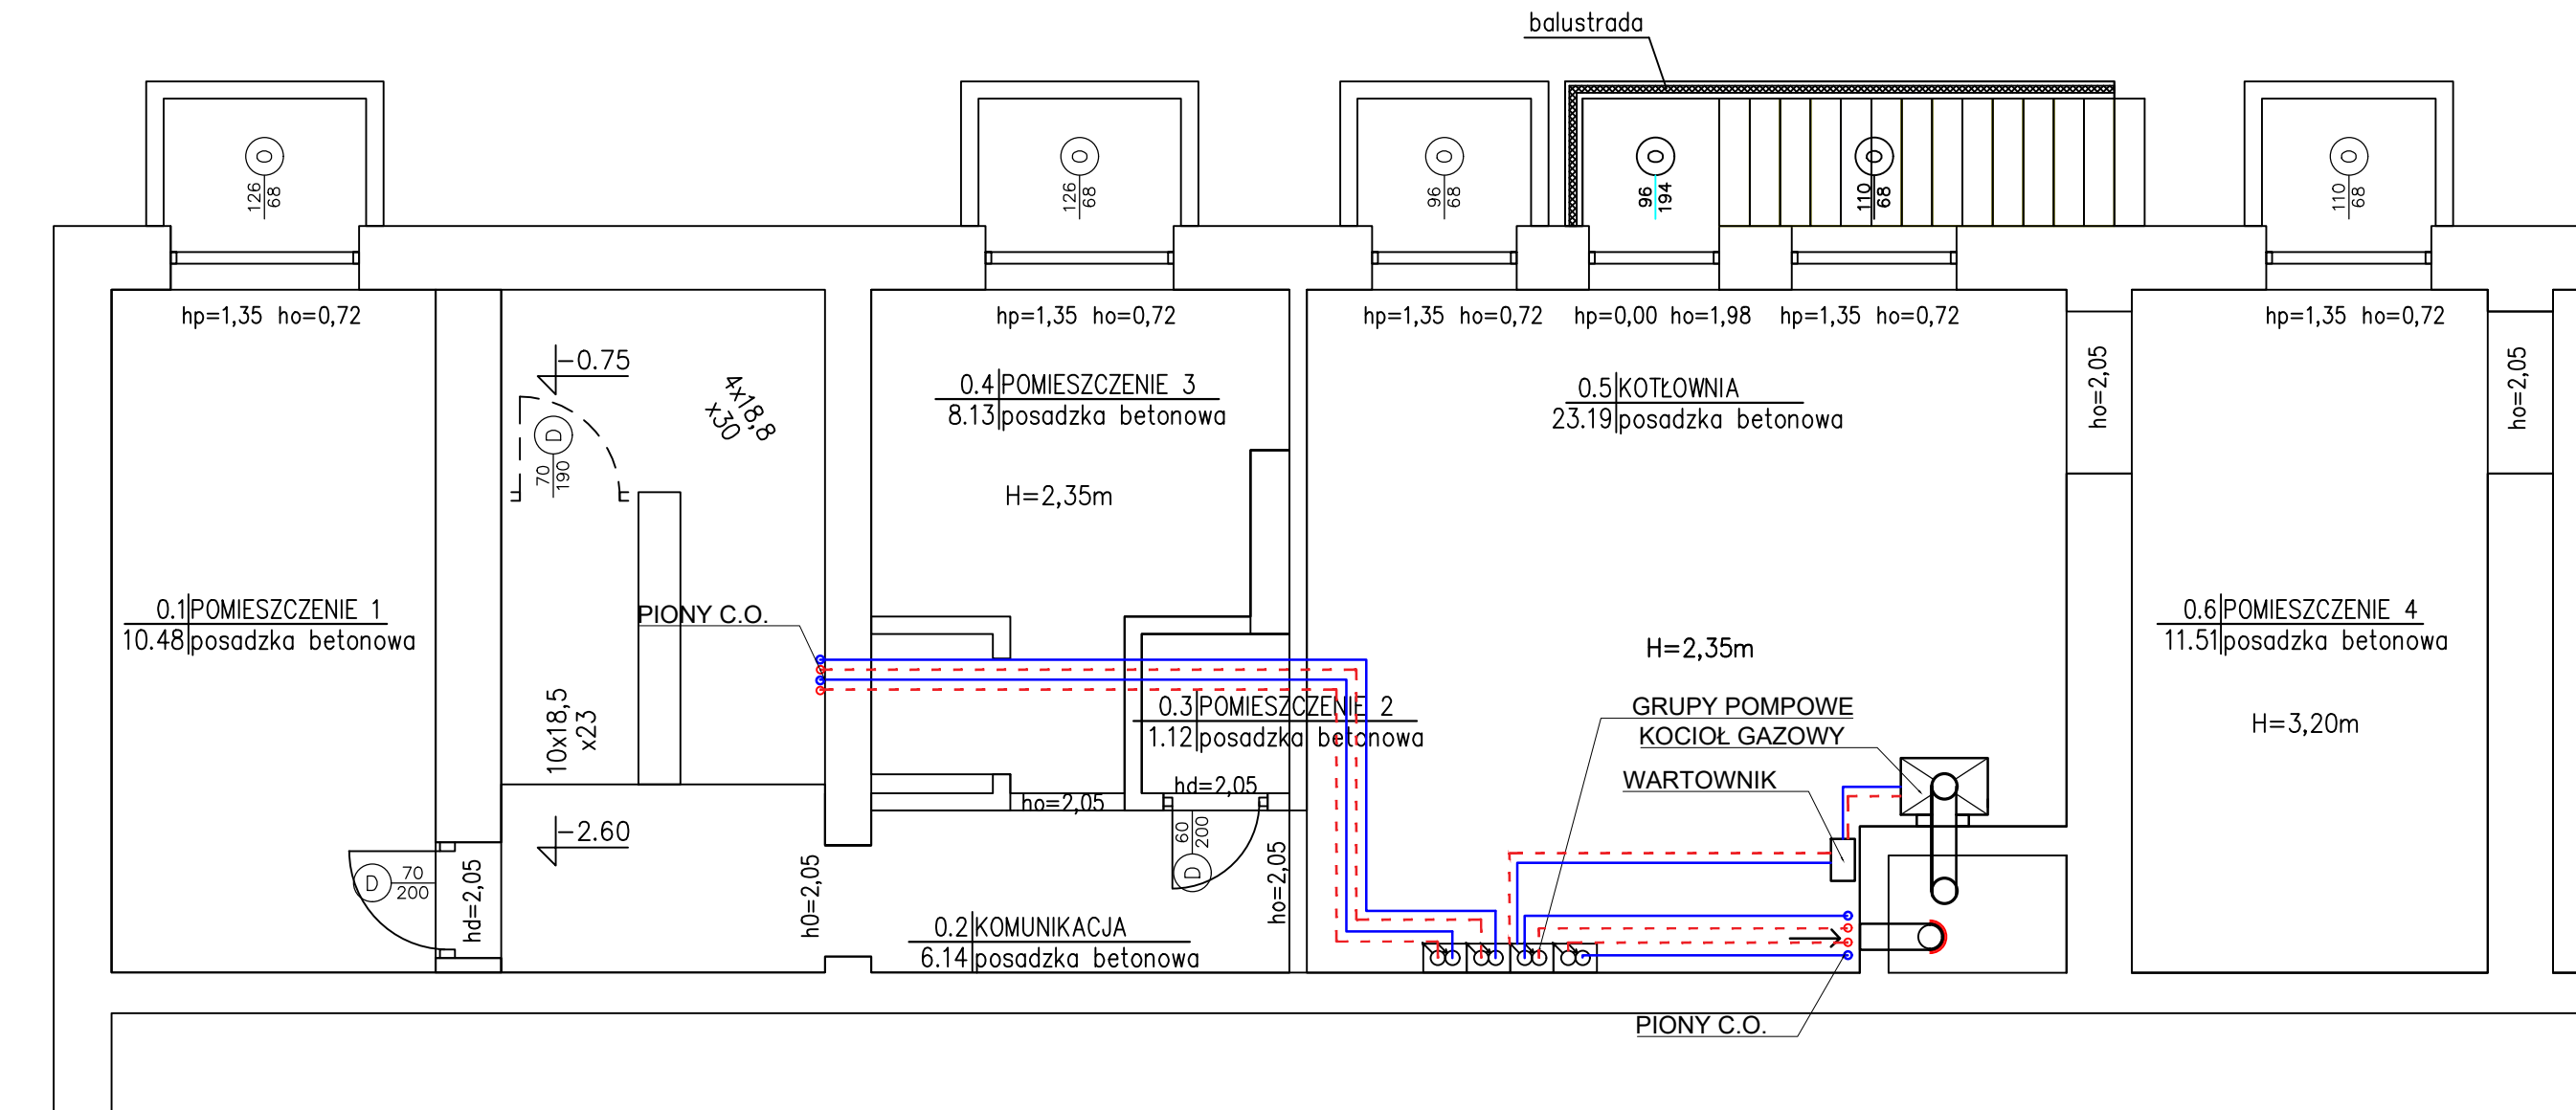 balustrada
O
126
68
O
126
68
O
96
68
O
96
194
O
110
68
O
110
68
hp=1,35 ho=0,72
hp=1,35 ho=0,72
hp=1,35 ho=0,72
hp=0,00 ho=1,98
hp=1,35 ho=0,72
hp=1,35 ho=0,72
-0.75
4x18,8
x30
D
70
190
0.4 POMIESZCZENIE 3
8.13 posadzka betonowa
H=2,35m
0.5 KOTŁOWNIA
23.19 posadzka betonowa
ho=2,05
ho=2,05
0.1 POMIESZCZENIE 1
10.48 posadzka betonowa
PIONY C.O.
H=2,35m
0.6 POMIESZCZENIE 4
11.51 posadzka betonowa
H=3,20m
10x18,5
x23
0.3 POMIESZCZENIE 2
1.12 posadzka betonowa
GRUPY POMPOWE
KOCIOŁ GAZOWY
WARTOWNIK
hd=2,05
ho=2,05
-2.60
60
200
D
D
70
200
hd=2,05
h0=2,05
ho=2,05
0.2 KOMUNIKACJA
6.14 posadzka betonowa
PIONY C.O.